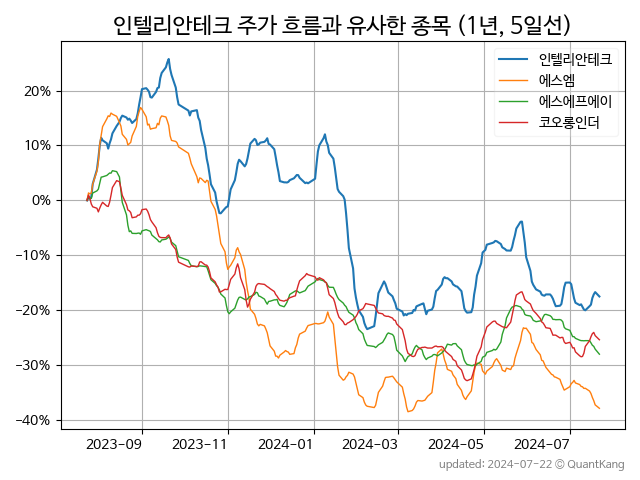 인텔리안테크 주가 흐름과 유사한 종목 (1년, 5일선)
인텔리안테크
에스엠
에스에프에이
코오롱인더
20%
10%
0%
−10%
−20%
−30%
−40%
2023-09
2023-11
2024-01
2024-03
2024-05
2024-07
updated: 2024-07-22 © QuantKang